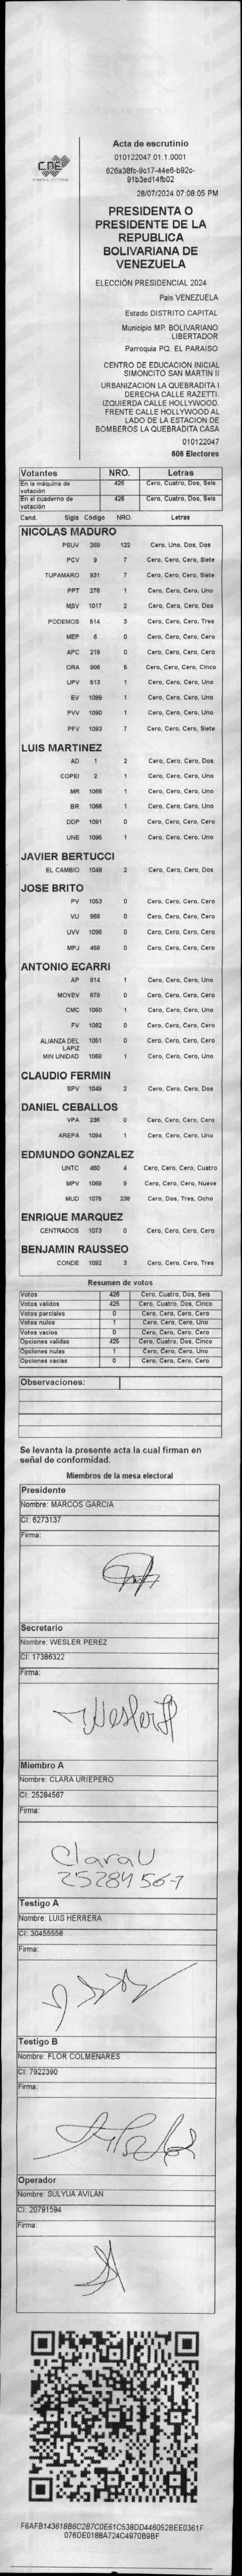 CNE
Acta de escrutinio
010122047.01.1.0001
626a38fc-9c17-44e6-b92c-
91b3ed14fb02
28/07/2024 07:08:05 PM
PRESIDENTA O
PRESIDENTE DE LA
REPUBLICA
BOLIVARIANA DE
VENEZUELA
ELECCIÓN PRESIDENCIAL 2024
País VENEZUELA
Estado DISTRITO CAPITAL
Municipio MP. BOLIVARIANO
LIBERTADOR
Parroquia PQ. EL PARAISO
CENTRO DE EDUCACION INICIAL
SIMONCITO SAN MARTIN II
URBANIZACIÓN LA QUEBRADITA I
DERECHA CALLE RAZETTI.
IZQUIERDA CALLE HOLLYWOOD.
FRENTE CALLE HOLLYWOOD AL
LADO DE LA ESTACION DE
BOMBEROS LA QUEBRADITA CASA
010122047
606 Electores
Votantes NRO. Letras
En la máquina de votación 426 Cero, Cuatro, Dos, Seis
En el cuaderno de votación 426 Cero, Cuatro, Dos, Seis
Cand. Sigla Código NRO. Letras
NICOLAS MADURO
PSUV 269 122 Cero, Uno, Dos, Dos
PCV 9 7 Cero, Cero, Cero, Siete
TUPAMARO 931 7 Cero, Cero, Cero, Siete
PPT 276 1 Cero, Cero, Cero, Uno
MSV 1017 2 Cero, Cero, Cero, Dos
PODEMOS 514 3 Cero, Cero, Cero, Tres
MEP 6 0 Cero, Cero, Cero, Cero
APC 219 0 Cero, Cero, Cero, Cero
ORA 906 5 Cero, Cero, Cero, Cinco
UPV 513 1 Cero, Cero, Cero, Uno
EV 1089 1 Cero, Cero, Cero, Uno
PVV 1090 1 Cero, Cero, Cero, Uno
PFV 1093 7 Cero, Cero, Cero, Siete
LUIS MARTINEZ
AD 1 2 Cero, Cero, Cero, Dos
COPEI 2 1 Cero, Cero, Cero, Uno
MR 1065 1 Cero, Cero, Cero, Uno
BR 1066 1 Cero, Cero, Cero, Uno
DDP 1091 0 Cero, Cero, Cero, Cero
UNE 1095 1 Cero, Cero, Cero, Uno
JAVIER BERTUCCI
EL CAMBIO 1048 2 Cero, Cero, Cero, Dos
JOSE BRITO
PV 1053 0 Cero, Cero, Cero, Cero
VU 868 0 Cero, Cero, Cero, Cero
UVV 1096 0 Cero, Cero, Cero, Cero
MPJ 458 0 Cero, Cero, Cero, Cero
ANTONIO ECARRI
AP 914 1 Cero, Cero, Cero, Uno
MOVEV 678 0 Cero, Cero, Cero, Cero
CMC 1050 1 Cero, Cero, Cero, Uno
FV 1062 0 Cero, Cero, Cero, Cero
ALIANZA DEL LAPIZ 1051 0 Cero, Cero, Cero, Cero
MIN UNIDAD 1068 1 Cero, Cero, Cero, Uno
CLAUDIO FERMIN
SPV 1049 2 Cero, Cero, Cero, Dos
DANIEL CEBALLOS
VPA 236 0 Cero, Cero, Cero, Cero
AREPA 1094 1 Cero, Cero, Cero, Uno
EDMUNDO GONZALEZ
UNTC 460 4 Cero, Cero, Cero, Cuatro
MPV 1069 9 Cero, Cero, Cero, Nueve
MUD 1075 238 Cero, Dos, Tres, Ocho
ENRIQUE MARQUEZ
CENTRADOS 1073 0 Cero, Cero, Cero, Cero
BENJAMIN RAUSSEO
CONDE 1092 3 Cero, Cero, Cero, Tres
Resumen de votos
Votos 426 Cero, Cuatro, Dos, Seis
Votos validos 425 Cero, Cuatro, Dos, Cinco
Votos parciales 0 Cero, Cero, Cero, Cero
Votos nulos 1 Cero, Cero, Cero, Uno
Votos vacios 0 Cero, Cero, Cero, Cero
Opciones validas 425 Cero, Cuatro, Dos, Cinco
Opciones nulas 1 Cero, Cero, Cero, Uno
Opciones vacias 0 Cero, Cero, Cero, Cero
Observaciones:
Se levanta la presente acta la cual firman en
señal de conformidad.
Miembros de la mesa electoral
Presidente
Nombre: MARCOS GARCIA
CI: 6273137
Firma:
Secretario
Nombre: WESLER PEREZ
CI: 17386322
Firma:
Wesler P
Miembro A
Nombre: CLARA URIEPERO
CI: 25284567
Firma:
Clara U
25284567
Testigo A
Nombre: LUIS HERRERA
CI: 30455558
Firma:
Testigo B
Nombre: FLOR COLMENARES
CI: 7922390
Firma:
Operador
Nombre: SULYUA AVILAN
CI: 20791594
Firma:
F6AFB143618B6C2B7C0E61C538DD446052BEE0361F
076DE0188A724C4970B9BF